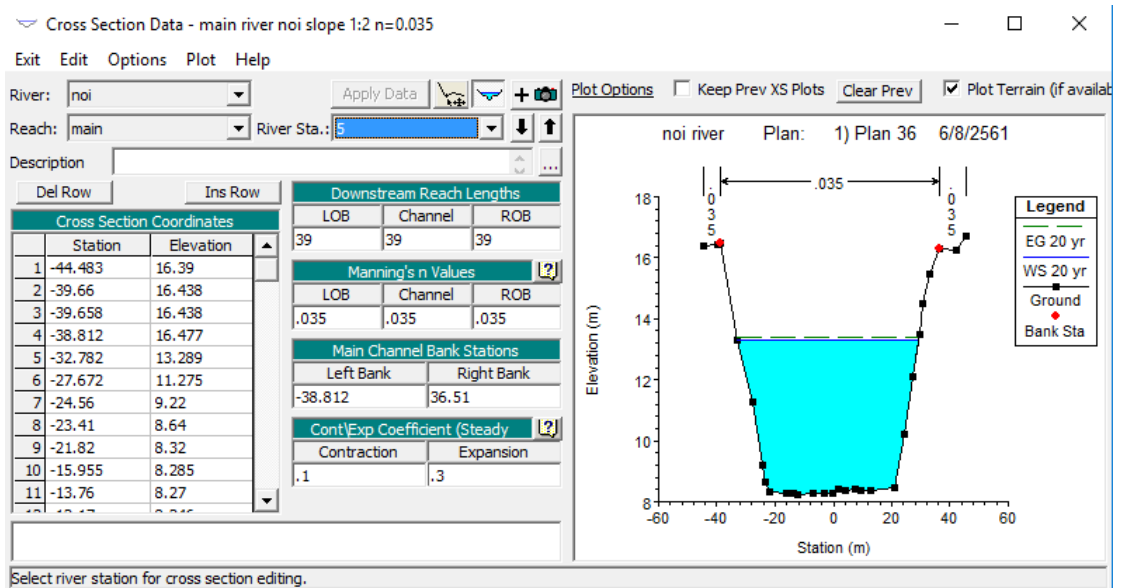 Cross Section Data - main river noi slope 1:2 n=0.035
Exit Edit Options Plot Help
River: noi
Apply Data
Plot Options Keep Prev XS Plots Clear Prev Plot Terrain (if availab
Reach: main
River Sta.: 5
Description
...
Del Row Ins Row
Cross Section Coordinates
Station Elevation
1 -44.483 16.39
2 -39.66 16.438
3 -39.658 16.438
4 -38.812 16.477
5 -32.782 13.289
6 -27.672 11.275
7 -24.56 9.22
8 -23.41 8.64
9 -21.82 8.32
10 -15.955 8.285
11 -13.76 8.27
Downstream Reach Lengths
LOB Channel ROB
39 39 39
Manning's n Values
LOB Channel ROB
.035 .035 .035
Main Channel Bank Stations
Left Bank Right Bank
-38.812 36.51
Cont\Exp Coefficient (Steady
Contraction Expansion
.1 .3
noi river Plan: 1) Plan 36 6/8/2561
.035 .035 .035
18
16
14
12
10
8
-60 -40 -20 0 20 40 60
Station (m)
Elevation (m)
Legend
EG 20 yr
WS 20 yr
Ground
Bank Sta
Select river station for cross section editing.